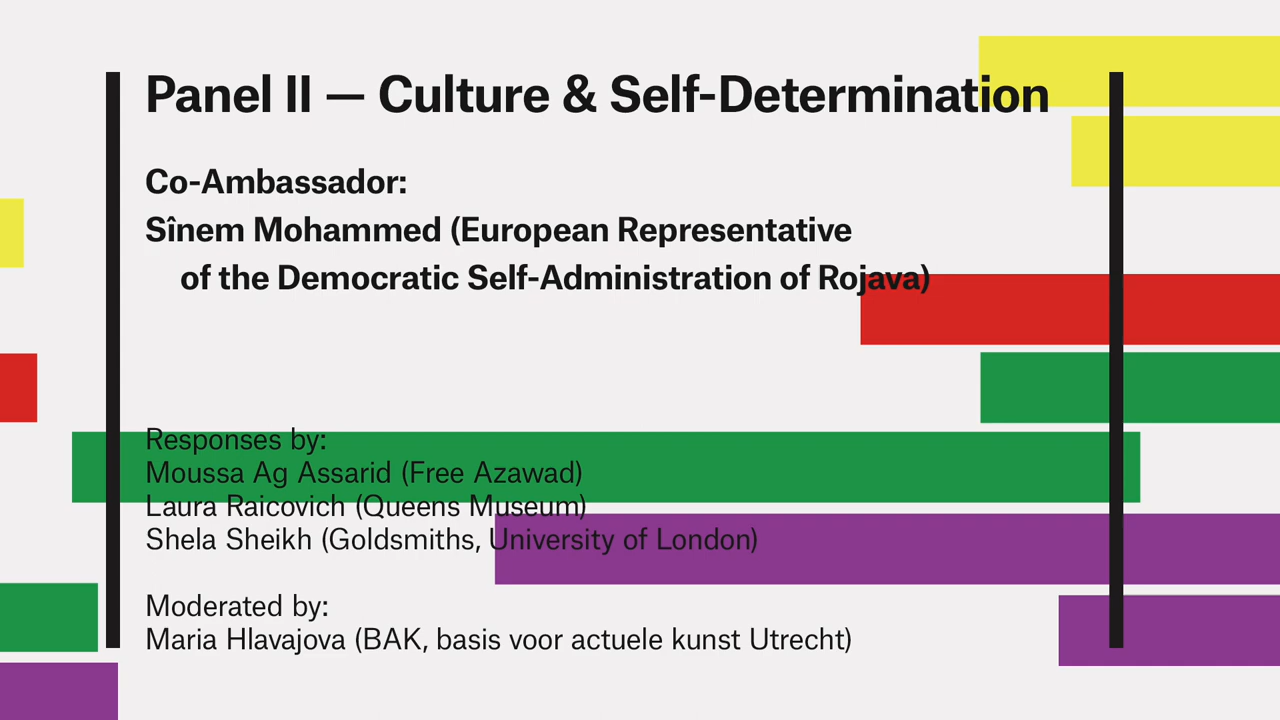 Panel II — Culture & Self-Determination
Co-Ambassador:
Sînem Mohammed (European Representative
of the Democratic Self-Administration of Rojava)
Responses by:
Moussa Ag Assarid (Free Azawad)
Laura Raicovich (Queens Museum)
Shela Sheikh (Goldsmiths, University of London)
Moderated by:
Maria Hlavajova (BAK, basis voor actuele kunst Utrecht)